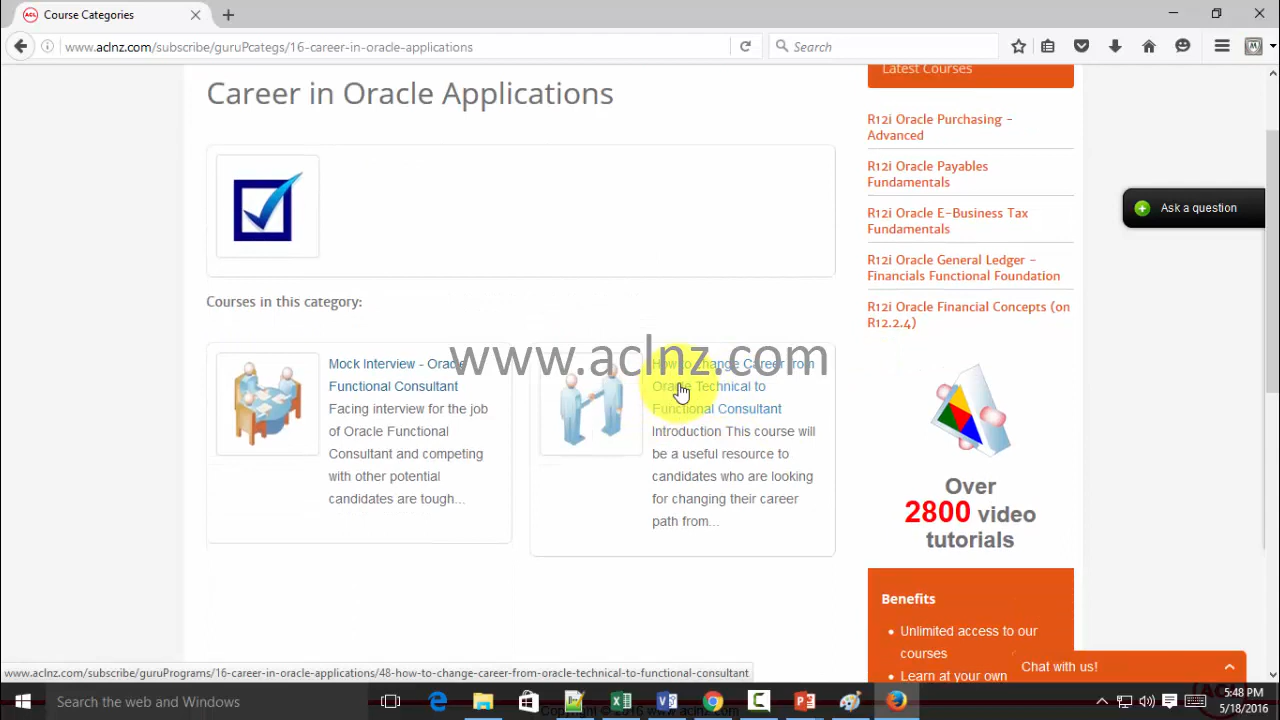 Course Categories
www.aclnz.com/subscribe/guruPcategs/16-career-in-oracle-applications
Search
Career in Oracle Applications
Courses in this category:
Mock Interview - Oracle
Functional Consultant
Facing interview for the job
of Oracle Functional
Consultant and competing
with other potential
candidates are tough...
How to Change Career from
Oracle Technical to
Functional Consultant
Introduction This course will
be a useful resource to
candidates who are looking
for changing their career
path from...
www.aclnz.com
Latest Courses
R12i Oracle Purchasing -
Advanced
R12i Oracle Payables
Fundamentals
R12i Oracle E-Business Tax
Fundamentals
R12i Oracle General Ledger -
Financials Functional Foundation
R12i Oracle Financial Concepts (on
R12.2.4)
Over
2800 video
tutorials
Benefits
• Unlimited access to our
courses
• Learn at your own
Ask a question
Chat with us!
www.aclnz.com/subscribe/guruPrograms/16-career-in-oracle-applications/48-how-to-change-career-from-oracle-technical-to-functional-consultant
Search the web and Windows
Copyright © 2016 www.aclnz.com
5:48 PM
5/18/2016